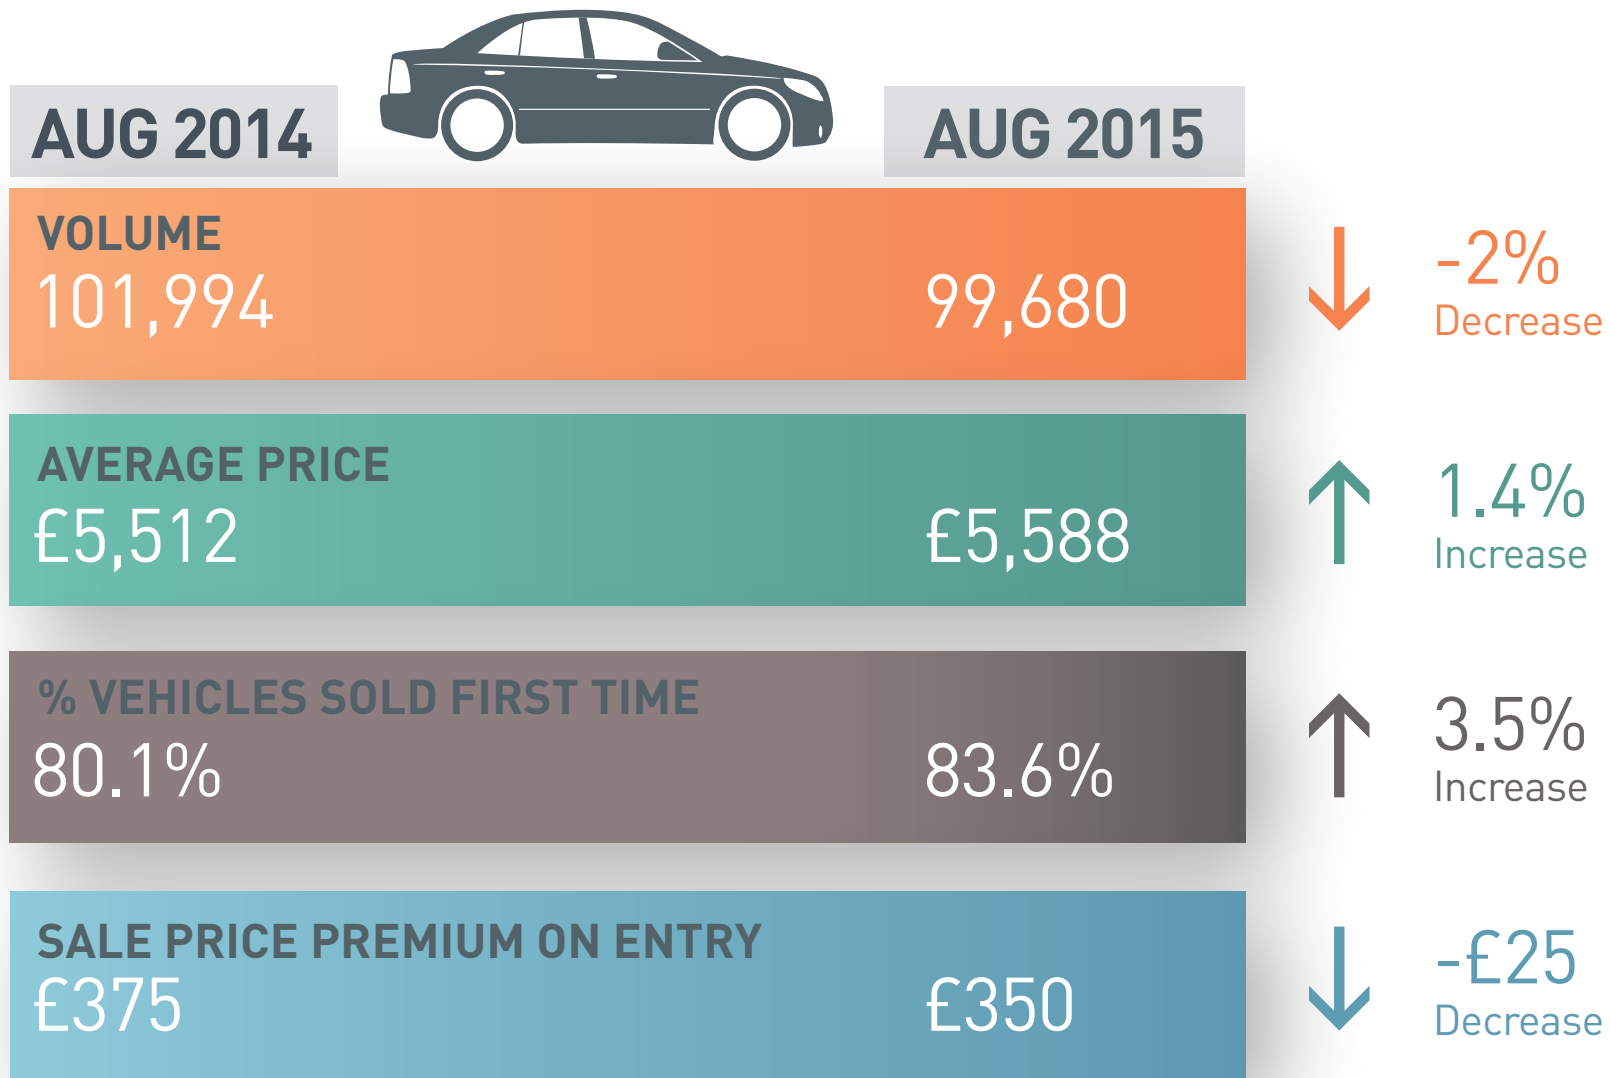 AUG 2014
AUG 2015
VOLUME
101,994
99,680
-2%
Decrease
AVERAGE PRICE
£5,512
£5,588
1.4%
Increase
% VEHICLES SOLD FIRST TIME
80.1%
83.6%
3.5%
Increase
SALE PRICE PREMIUM ON ENTRY
£375
£350
-£25
Decrease